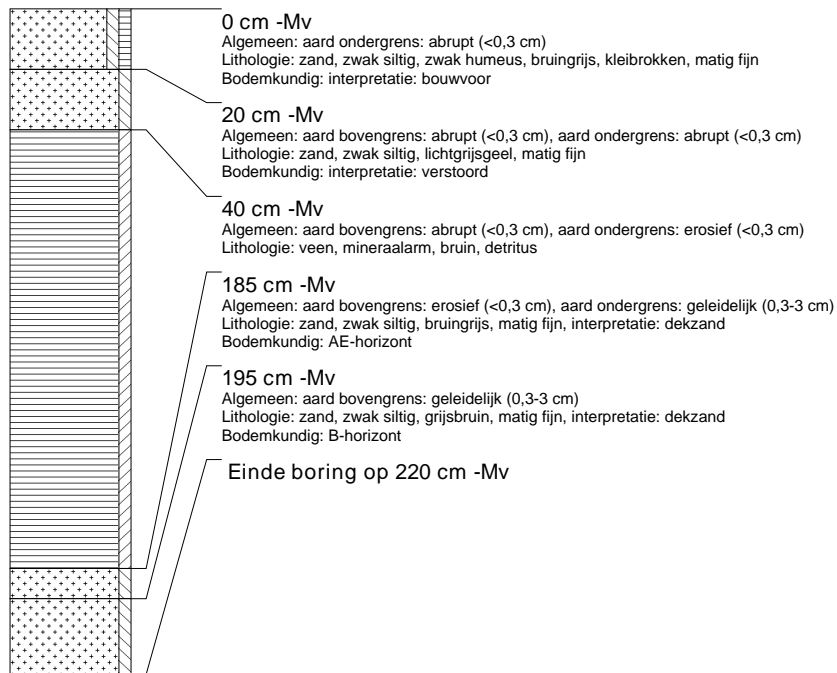 0 cm -Mv
Algemeen: aard ondergrens: abrupt (<0,3 cm)
Lithologie: zand, zwak siltig, zwak humeus, bruingrijs, kleibrokken, matig fijn
Bodemkundig: interpretatie: bouwvoor
20 cm -Mv
Algemeen: aard bovengrens: abrupt (<0,3 cm), aard ondergrens: abrupt (<0,3 cm)
Lithologie: zand, zwak siltig, lichtgrijsgeel, matig fijn
Bodemkundig: interpretatie: verstoord
40 cm -Mv
Algemeen: aard bovengrens: abrupt (<0,3 cm), aard ondergrens: erosief (<0,3 cm)
Lithologie: veen, mineraalarm, bruin, detritus
185 cm -Mv
Algemeen: aard bovengrens: erosief (<0,3 cm), aard ondergrens: geleidelijk (0,3-3 cm)
Lithologie: zand, zwak siltig, bruingrijs, matig fijn, interpretatie: dekzand
Bodemkundig: AE-horizont
195 cm -Mv
Algemeen: aard bovengrens: geleidelijk (0,3-3 cm)
Lithologie: zand, zwak siltig, grijsbruin, matig fijn, interpretatie: dekzand
Bodemkundig: B-horizont
Einde boring op 220 cm -Mv